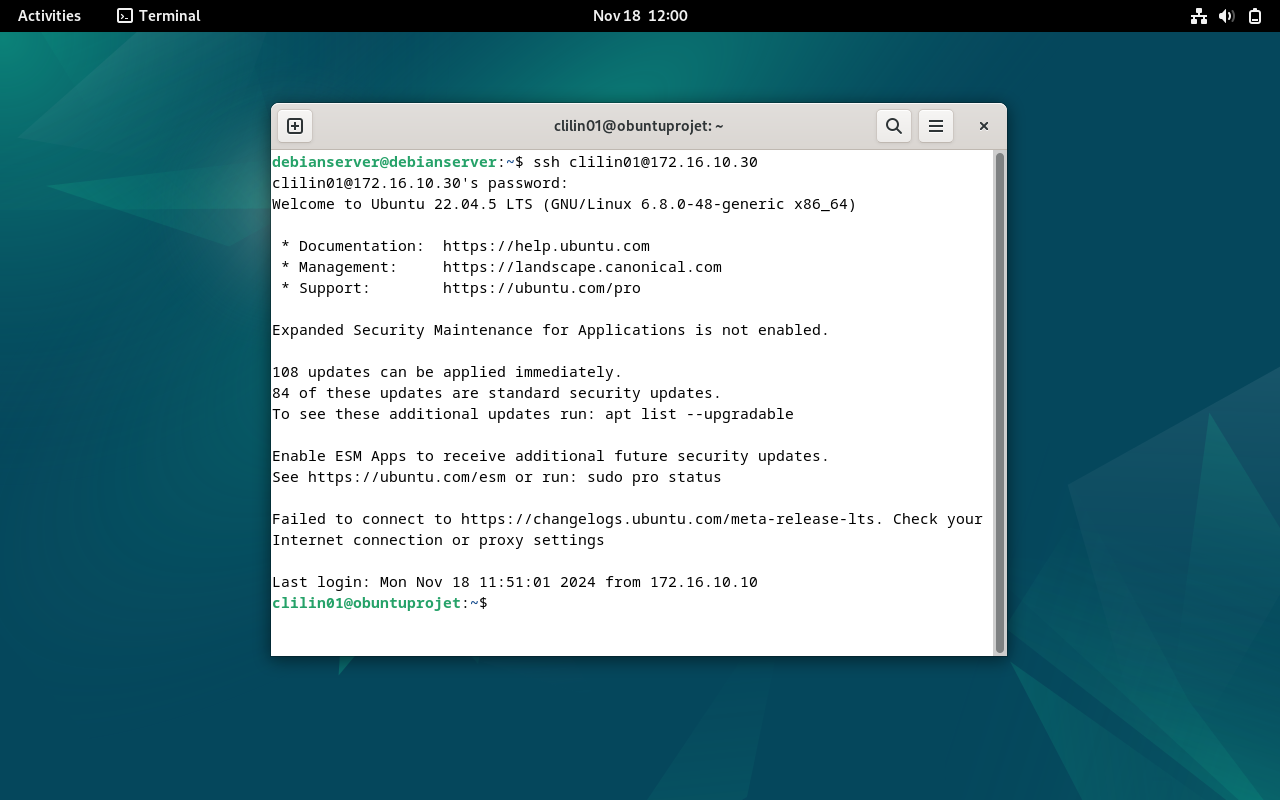 Activities Terminal Nov 18 12:00
clilin01@obuntuprojet: ~
debianserver@debianserver:~$ ssh clilin01@172.16.10.30
clilin01@172.16.10.30's password:
Welcome to Ubuntu 22.04.5 LTS (GNU/Linux 6.8.0-48-generic x86_64)
* Documentation: https://help.ubuntu.com
* Management: https://landscape.canonical.com
* Support: https://ubuntu.com/pro
Expanded Security Maintenance for Applications is not enabled.
108 updates can be applied immediately.
84 of these updates are standard security updates.
To see these additional updates run: apt list --upgradable
Enable ESM Apps to receive additional future security updates.
See https://ubuntu.com/esm or run: sudo pro status
Failed to connect to https://changelogs.ubuntu.com/meta-release-lts. Check your
Internet connection or proxy settings
Last login: Mon Nov 18 11:51:01 2024 from 172.16.10.10
clilin01@obuntuprojet:~$